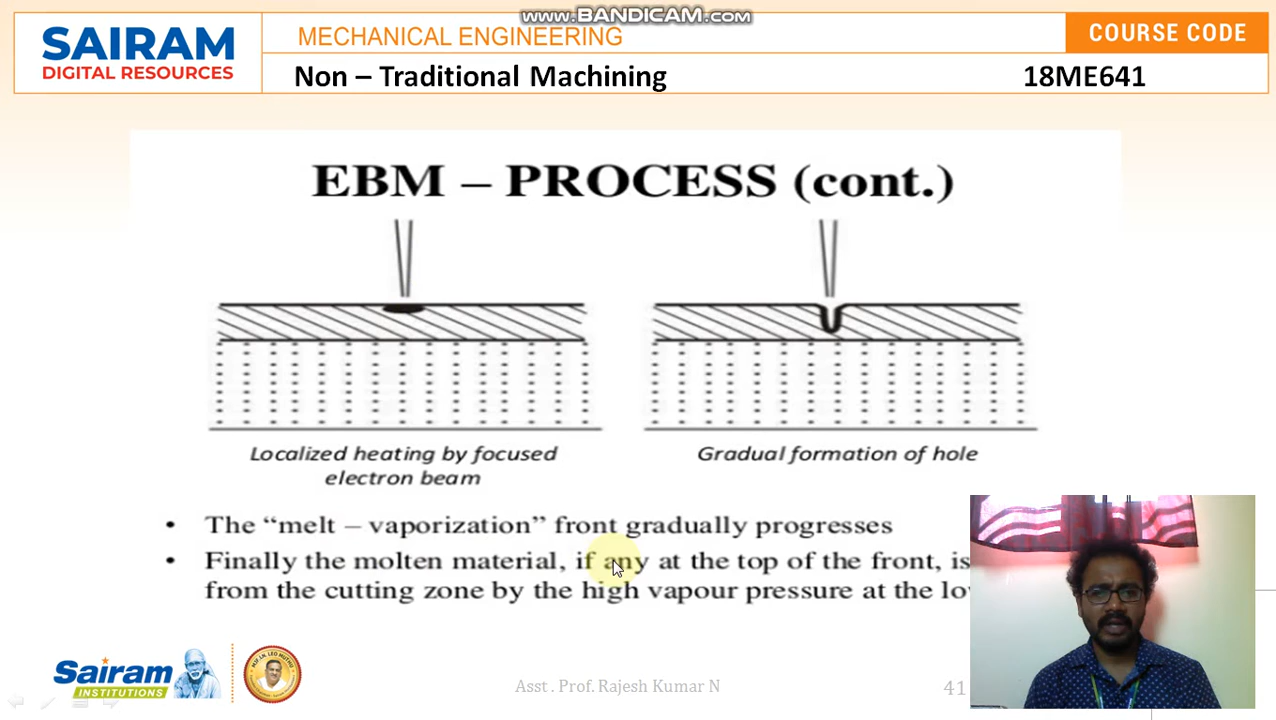 www.BANDICAM.com
SAIRAM
DIGITAL RESOURCES
MECHANICAL ENGINEERING
COURSE CODE
Non – Traditional Machining
18ME641
EBM – PROCESS (cont.)
Localized heating by focused
electron beam
Gradual formation of hole
• The “melt – vaporization” front gradually progresses
• Finally the molten material, if any at the top of the front, is
from the cutting zone by the high vapour pressure at the
Sairam
INSTITUTIONS
Asst . Prof. Rajesh Kumar N
41